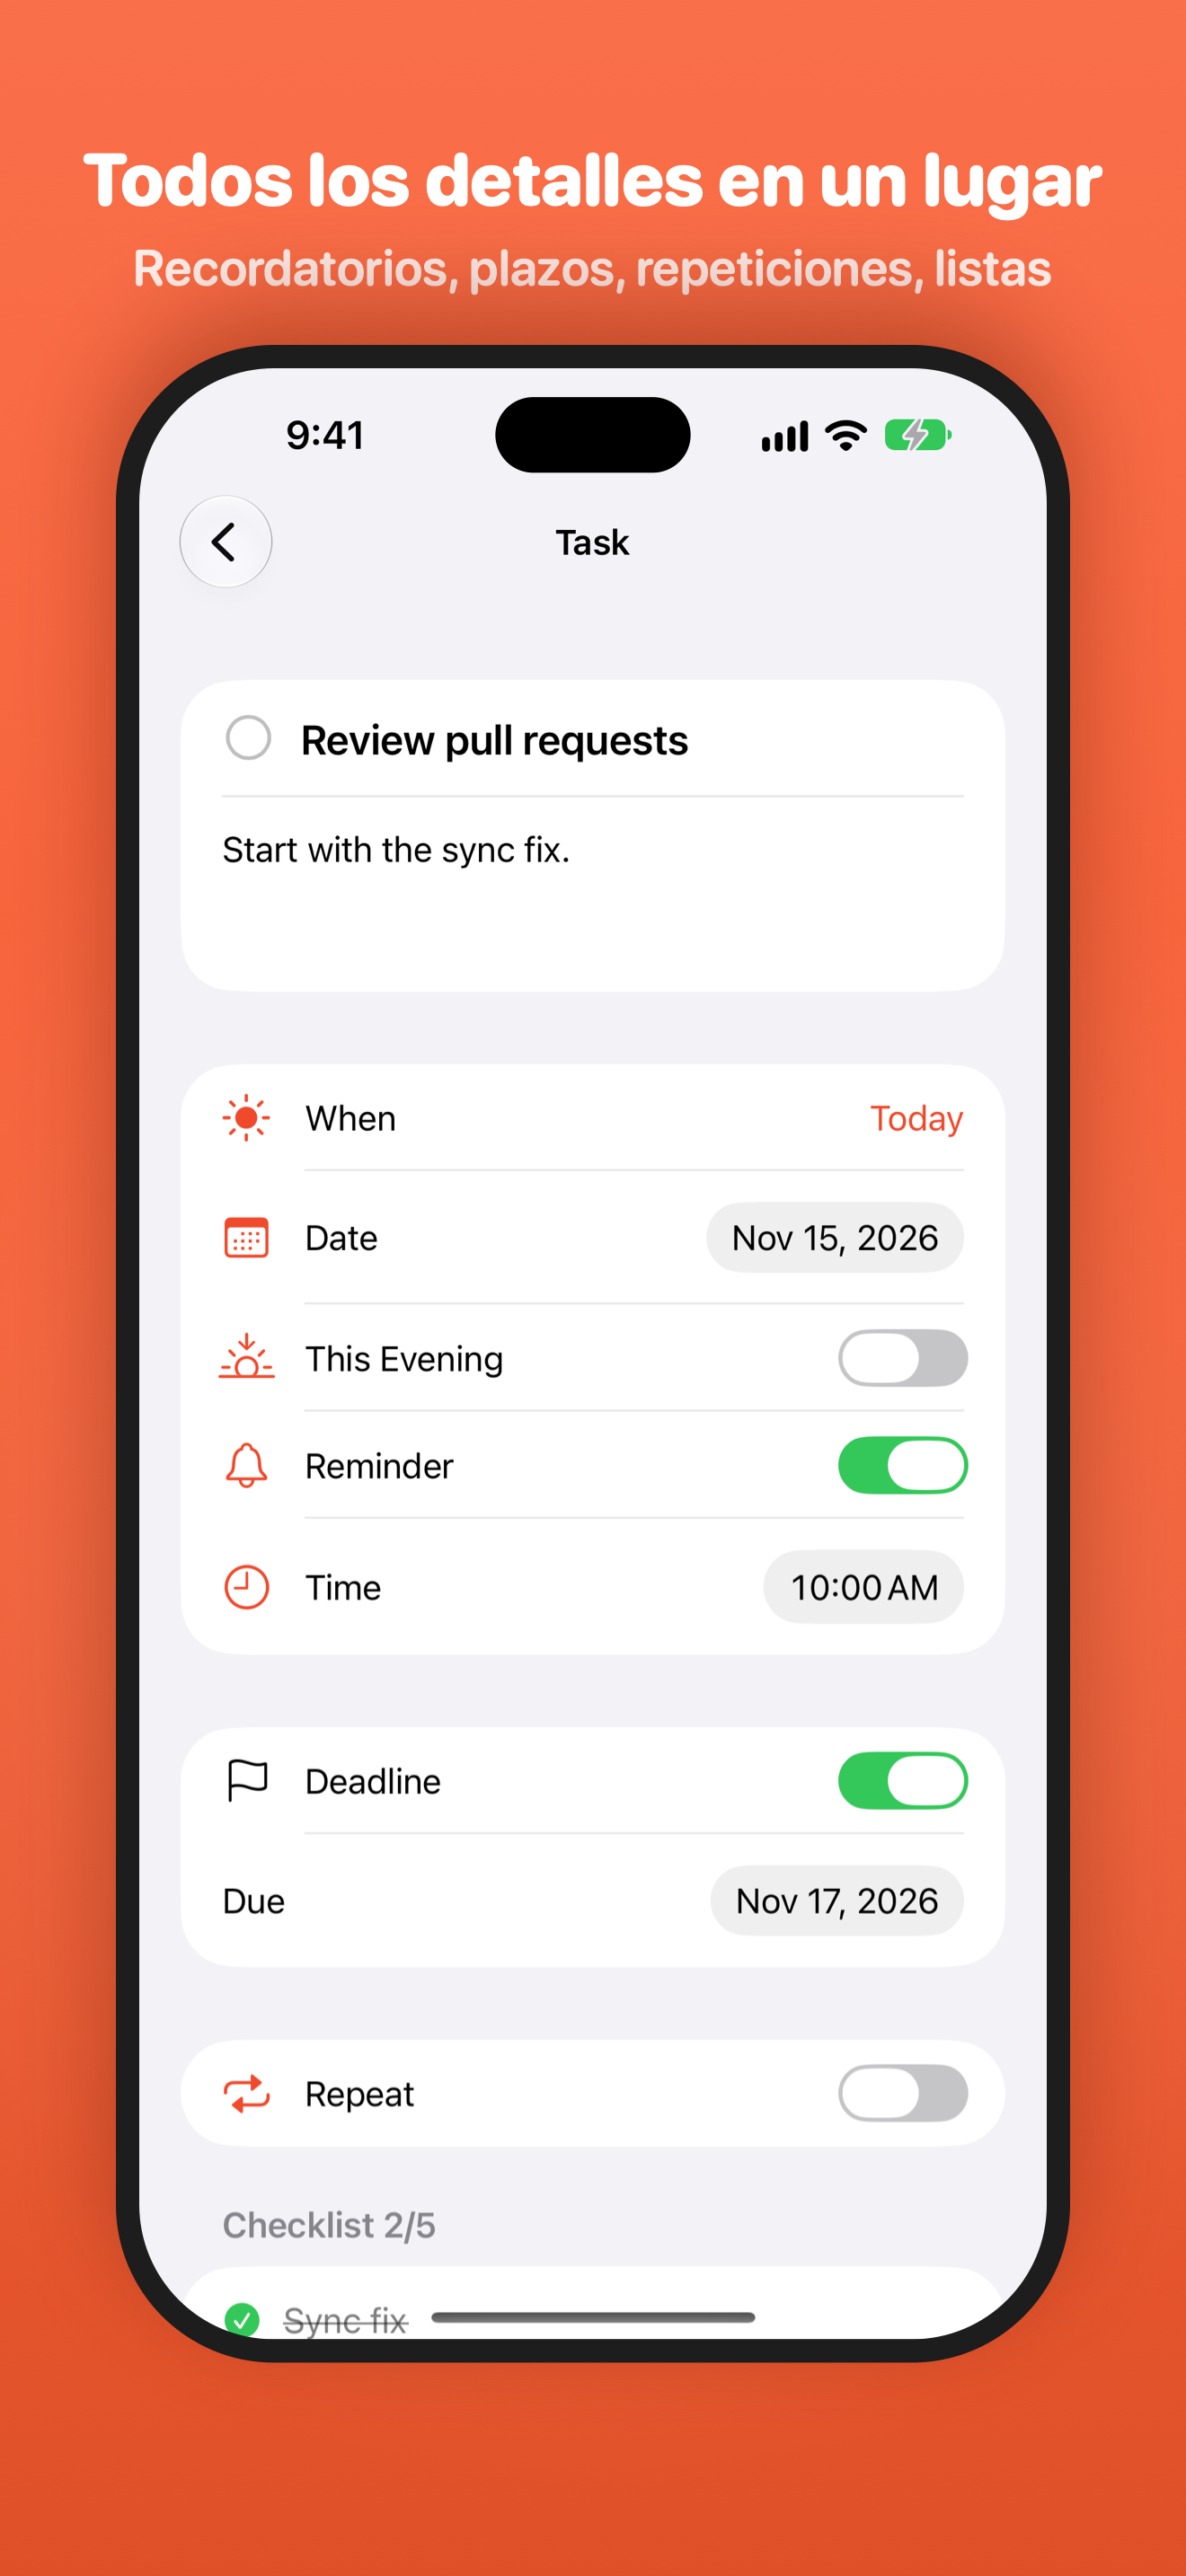 Todos los detalles en un lugar
Recordatorios, plazos, repeticiones, listas
9:41
Task
Review pull requests
Start with the sync fix.
When Today
Date Nov 15, 2026
This Evening
Reminder
Time 10:00 AM
Deadline
Due Nov 17, 2026
Repeat
Checklist 2/5
Sync fix